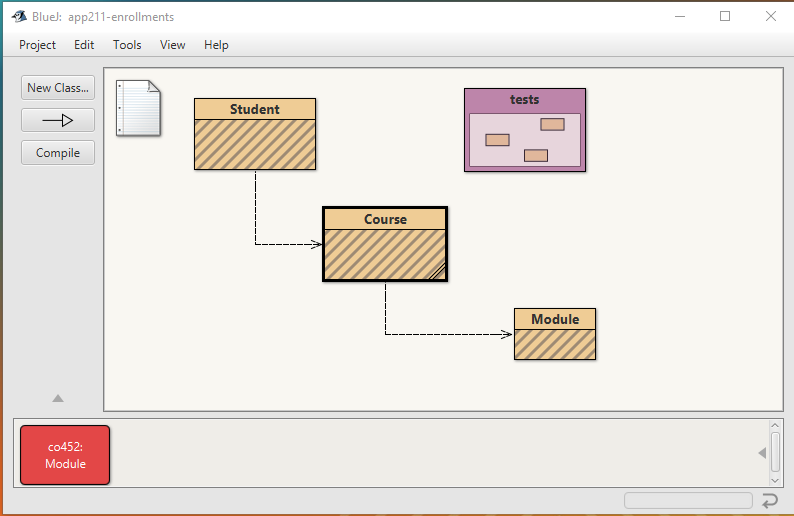 BlueJ: app211-enrollments
Project Edit Tools View Help
New Class...
Compile
Student
tests
Course
Module
co452:
Module